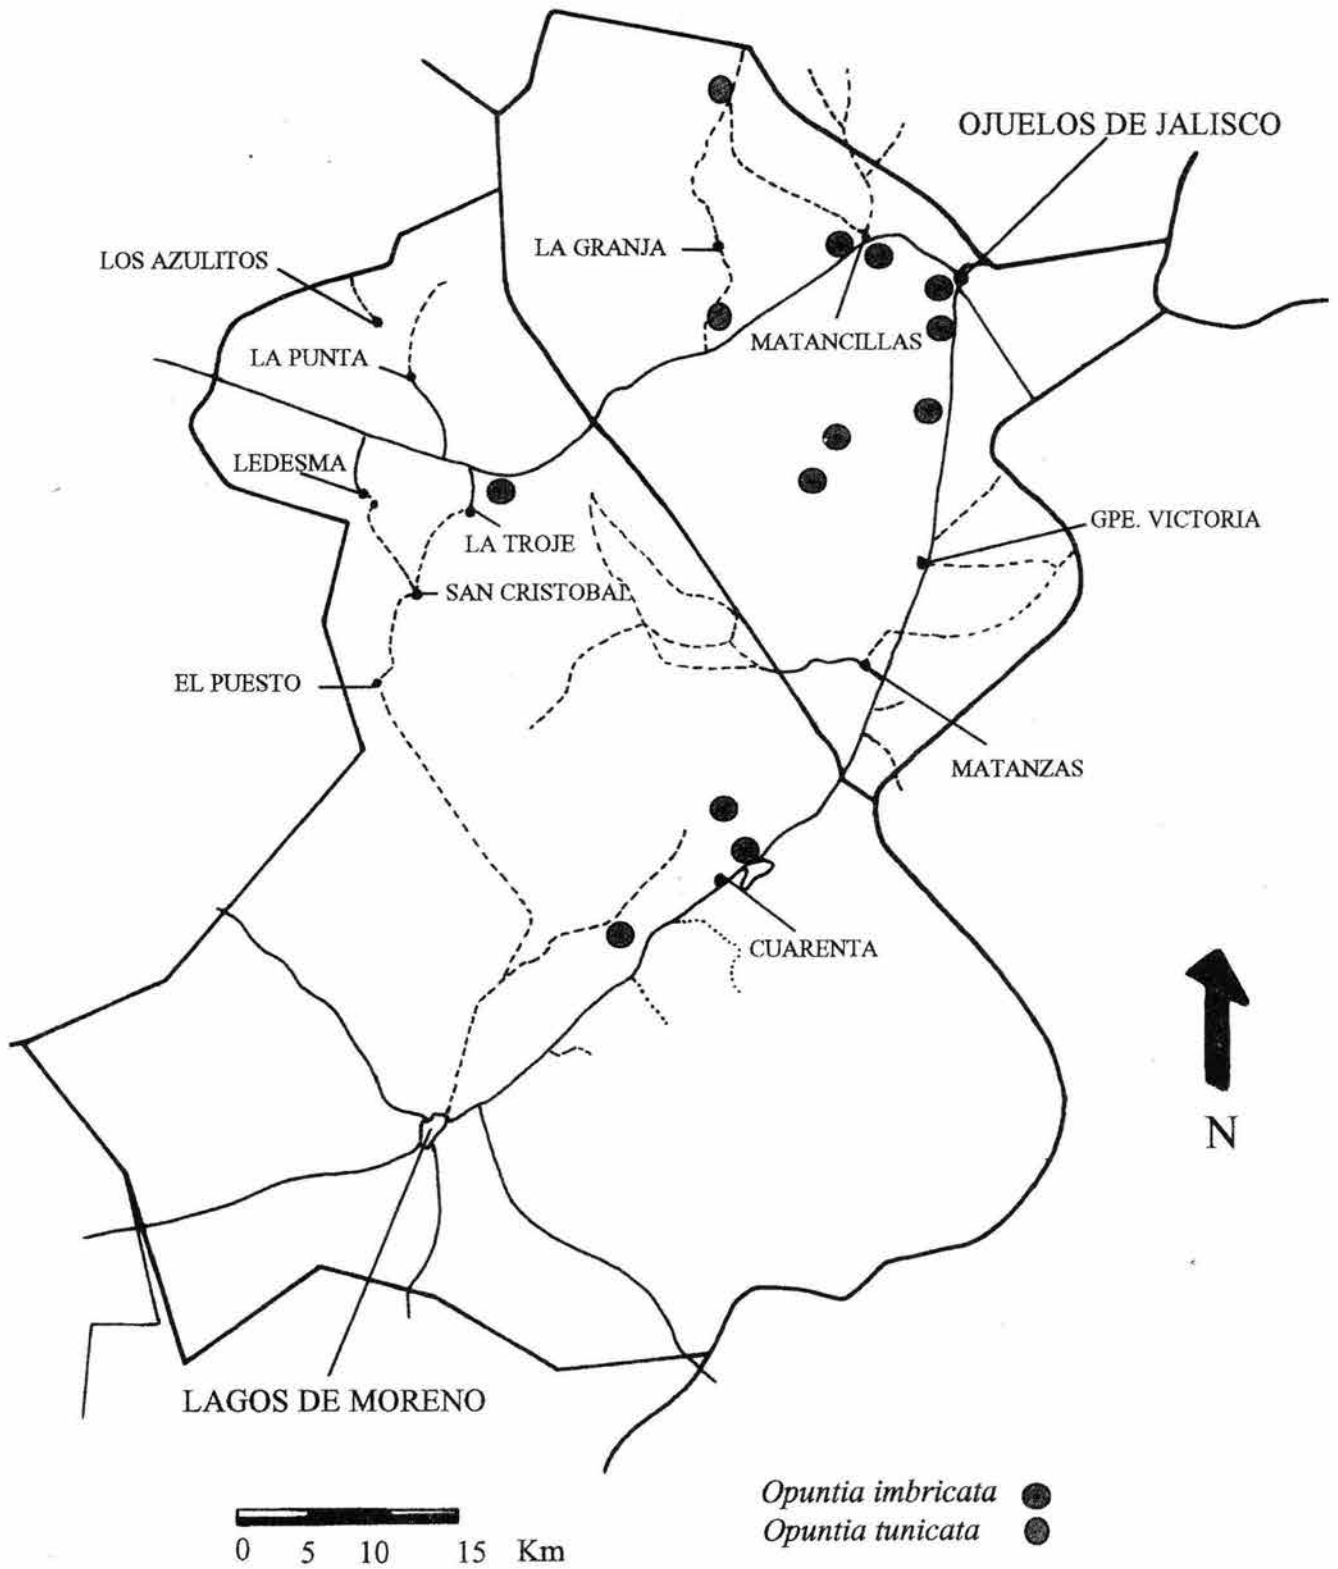 OJUELOS DE JALISCO
LA GRANJA
LOS AZULITOS
MATANCILLAS
LA PUNTA
LEDESMA
GPE. VICTORIA
LA TROJE
SAN CRISTOBAL
EL PUESTO
MATANZAS
CUARENTA
N
LAGOS DE MORENO
Opuntia imbricata
Opuntia tunicata
0 5 10 15 Km